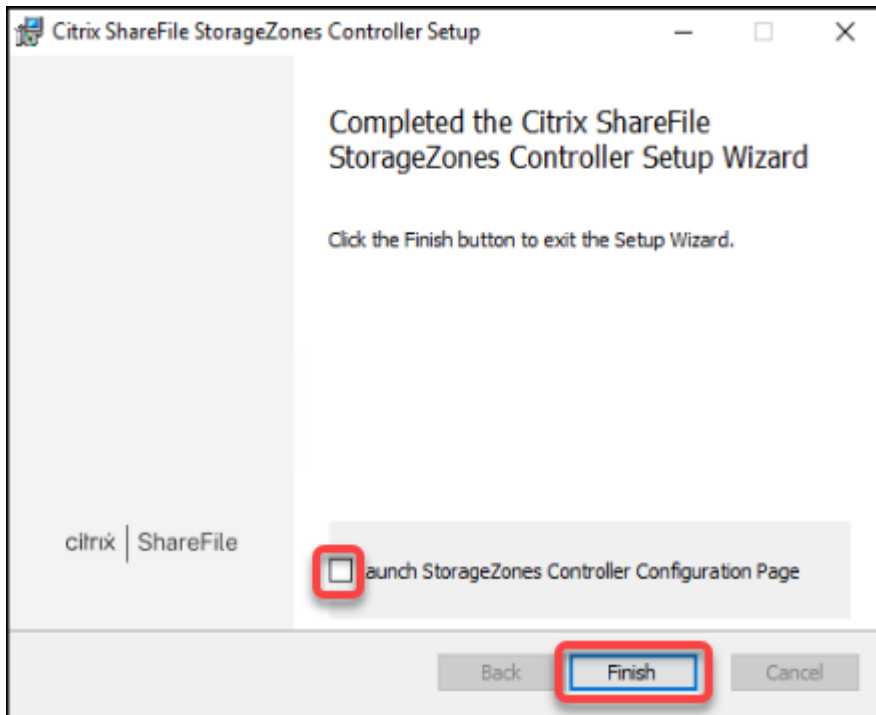 Citrix ShareFile StorageZones Controller Setup
Completed the Citrix ShareFile
StorageZones Controller Setup Wizard
Click the Finish button to exit the Setup Wizard.
citrix | ShareFile
aunch StorageZones Controller Configuration Page
Back Finish Cancel